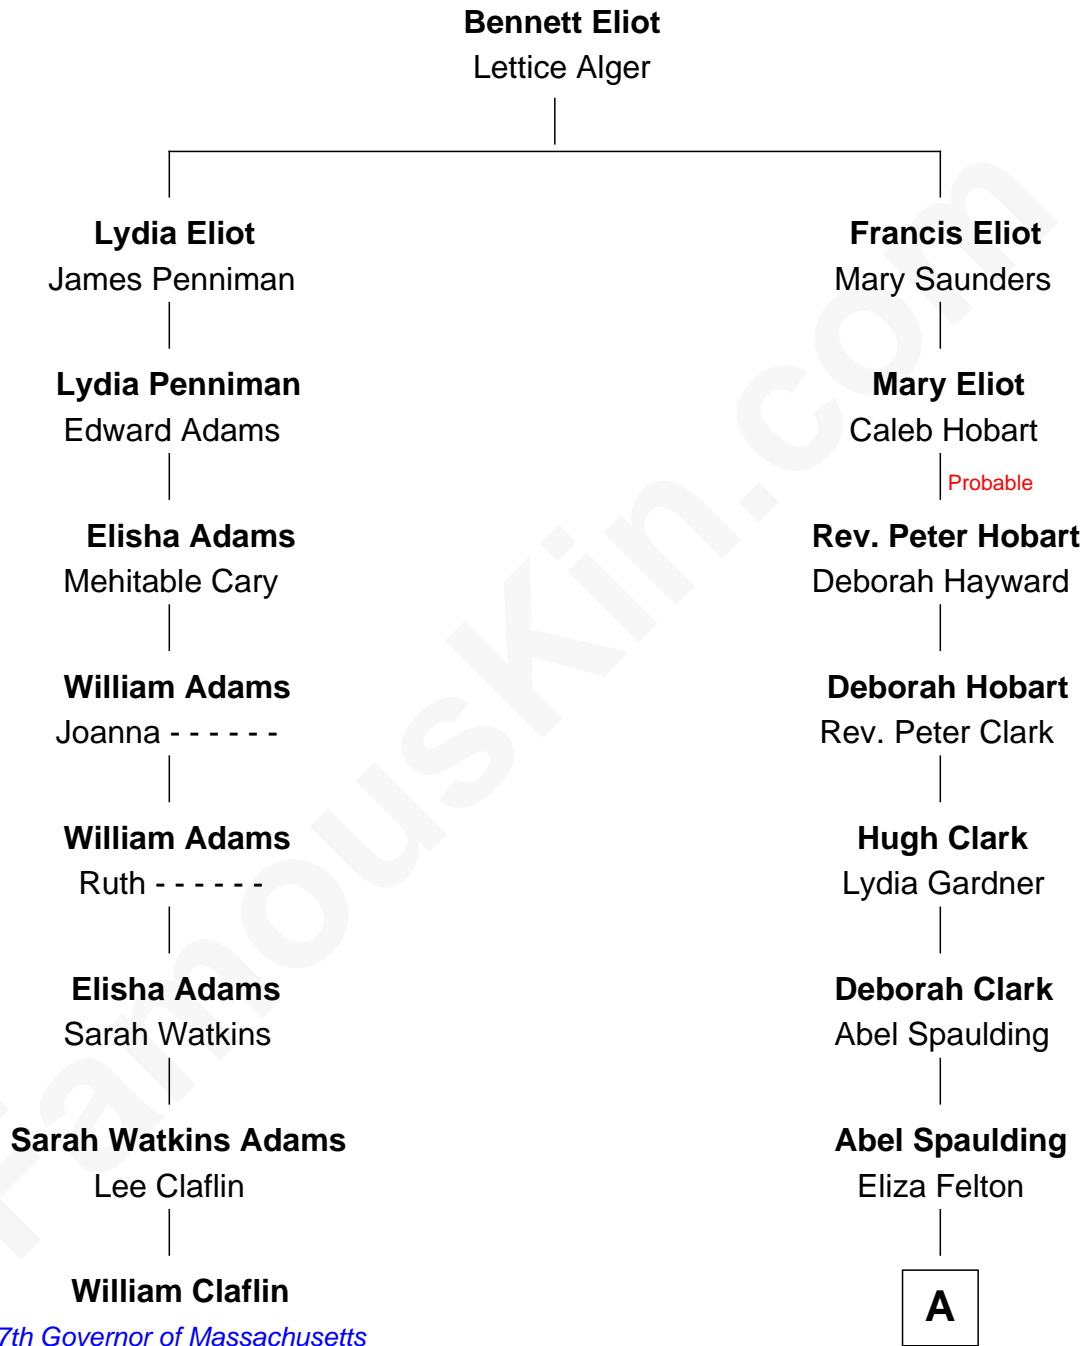 Bennett Eliot
Lettice Alger
Lydia Eliot
James Penniman
Francis Eliot
Mary Saunders
Lydia Penniman
Edward Adams
Mary Eliot
Caleb Hobart
Probable
Elisha Adams
Mehitable Cary
Rev. Peter Hobart
Deborah Hayward
William Adams
Joanna - - - - - -
Deborah Hobart
Rev. Peter Clark
William Adams
Ruth - - - - - -
Hugh Clark
Lydia Gardner
Elisha Adams
Sarah Watkins
Deborah Clark
Abel Spaulding
Sarah Watkins Adams
Lee Claflin
Abel Spaulding
Eliza Felton
William Claflin
7th Governor of Massachusetts
A
FamousKin.com